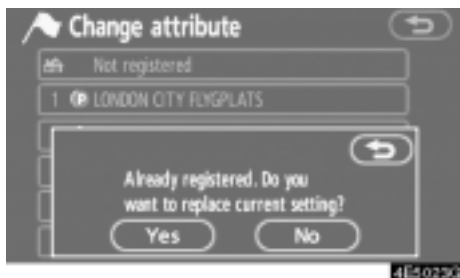 Change attribute
Not registered
1 P LONDON CITY FLYGPLATS
Already registered. Do you
want to replace current setting?
Yes
No
4E5023G